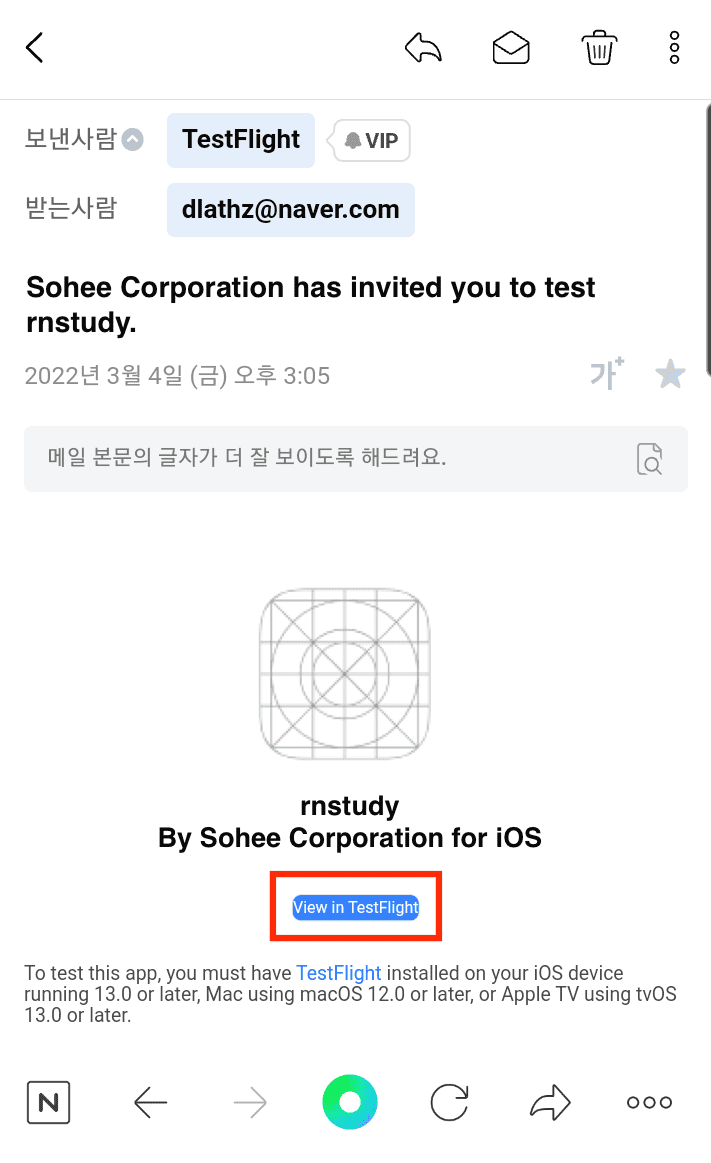 보낸사람 TestFlight VIP
받는사람 dlathz@naver.com
Sohee Corporation has invited you to test
rnstudy.
2022년 3월 4일 (금) 오후 3:05 가+
메일 본문의 글자가 더 잘 보이도록 해드려요.
rnstudy
By Sohee Corporation for iOS
View in TestFlight
To test this app, you must have TestFlight installed on your iOS device
running 13.0 or later, Mac using macOS 12.0 or later, or Apple TV using tvOS
13.0 or later.
N